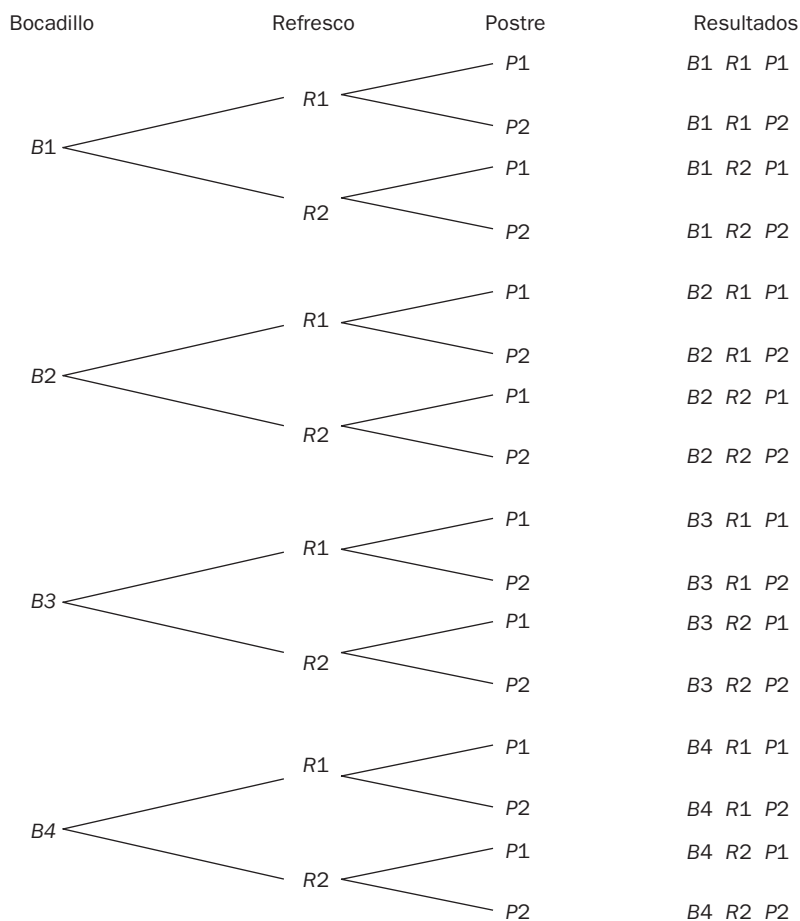 Bocadillo Refresco Postre Resultados
P1 B1 R1 P1
R1
P2 B1 R1 P2
B1
P1 B1 R2 P1
R2
P2 B1 R2 P2
P1 B2 R1 P1
R1
P2 B2 R1 P2
B2
P1 B2 R2 P1
R2
P2 B2 R2 P2
P1 B3 R1 P1
R1
P2 B3 R1 P2
B3
P1 B3 R2 P1
R2
P2 B3 R2 P2
P1 B4 R1 P1
R1
P2 B4 R1 P2
B4
P1 B4 R2 P1
R2
P2 B4 R2 P2